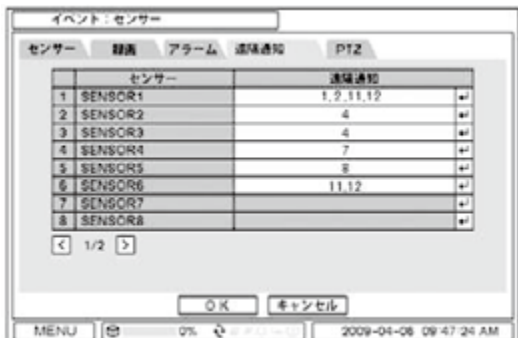 イベント：センサー
センサー 録画 アラーム 遠隔通知 PTZ
センサー 遠隔通知
1 SENSOR1 1,2,11,12
2 SENSOR2 4
3 SENSOR3 4
4 SENSOR4 7
5 SENSOR5 8
6 SENSOR6 11,12
7 SENSOR7
8 SENSOR8
< 1/2 >
OK キャンセル
MENU 0% 2009-04-06 09:47:24 AM